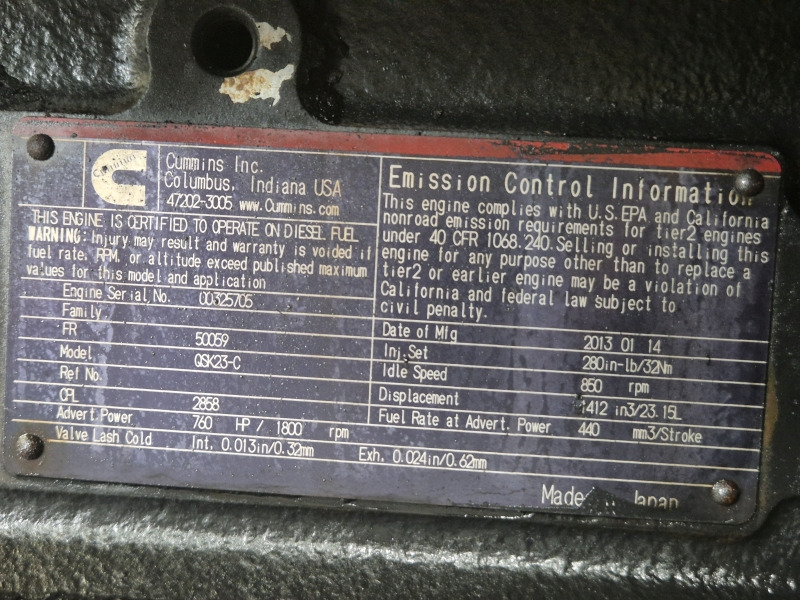 Cummins
Cummins Inc.
Columbus, Indiana USA
47202-3005 www.Cummins.com
THIS ENGINE IS CERTIFIED TO OPERATE ON DIESEL FUEL
WARNING: Injury may result and warranty is voided if
fuel rate, RPM, or altitude exceed published maximum
values for this model and application
Engine Serial, No. 00325705
Family
FR 50059
Model QSK23-C
Ref No.
CPL 2858
Advert Power 760 HP / 1800 rpm
Valve Lash Cold Int. 0.013in/0.32mm Exh. 0.024in/0.62mm
Emission Control Information
This engine complies with U.S.EPA and California
nonroad emission requirements for tier2 engines
under 40 CFR 1068.240.Selling or installing this
engine for any purpose other than to replace a
tier2 or earlier engine may be a violation of
California and federal law subject to
civil penalty.
Date of Mfg 2013 01 14
Inj.Set 280in-lb/32Nm
Idle Speed 850 rpm
Displacement 1412 in3/23.15L
Fuel Rate at Advert. Power 440 mm3/Stroke
Made Japan